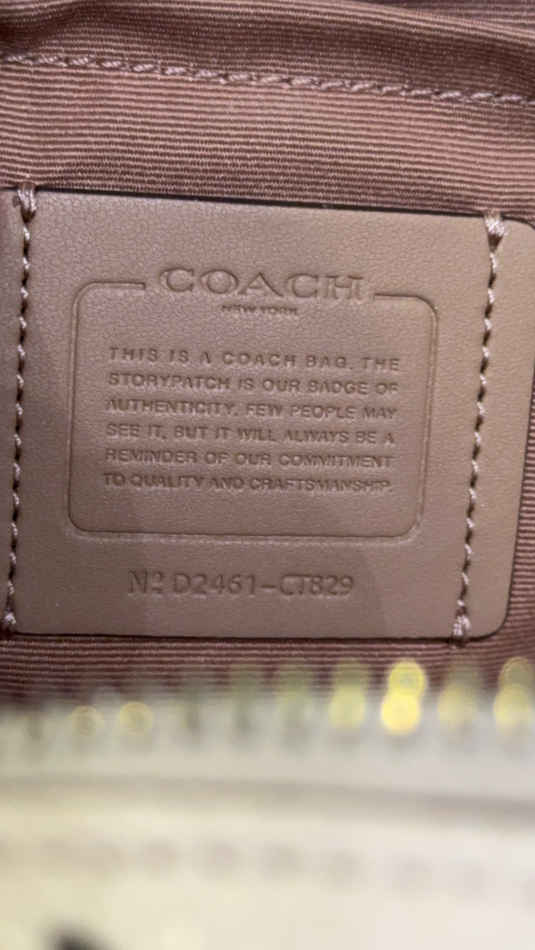 COACH
NEW YORK
THIS IS A COACH BAG. THE
STORYPATCH IS OUR BADGE OF
AUTHENTICITY. FEW PEOPLE MAY
SEE IT, BUT IT WILL ALWAYS BE A
REMINDER OF OUR COMMITMENT
TO QUALITY AND CRAFTSMANSHIP.
Nº D2461-CT829